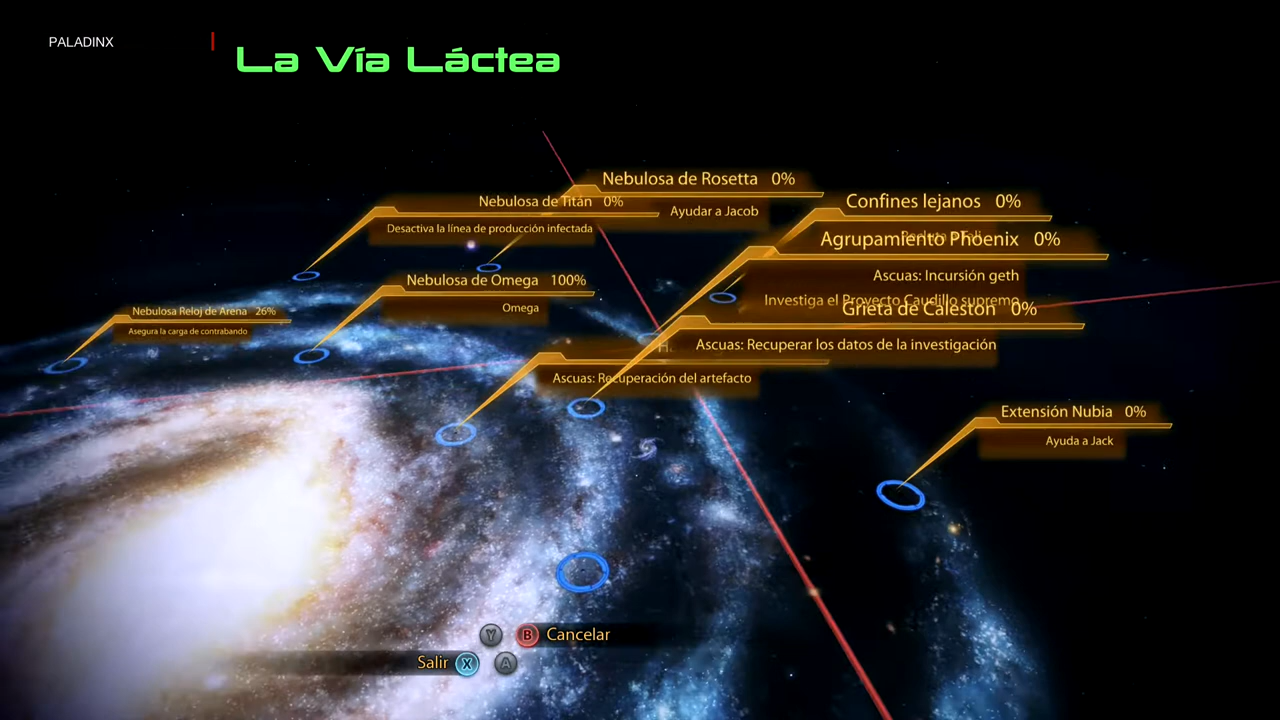 PALADINX
La Vía Láctea
Nebulosa de Rosetta 0%
Ayudar a Jacob
Nebulosa de Titán 0%
Desactiva la línea de producción infectada
Confines lejanos 0%
Agrupamiento Phoenix 0%
Ascuas: Incursión geth
Investiga el Proyecto Caudillo supremo
Nebulosa de Omega 100%
Omega
Nebulosa Reloj de Arena 26%
Asegura la carga de contrabando
Grieta de Caleston 0%
Ascuas: Recuperar los datos de la investigación
Ascuas: Recuperación del artefacto
Extensión Nubia 0%
Ayuda a Jack
Y B Cancelar
Salir X A